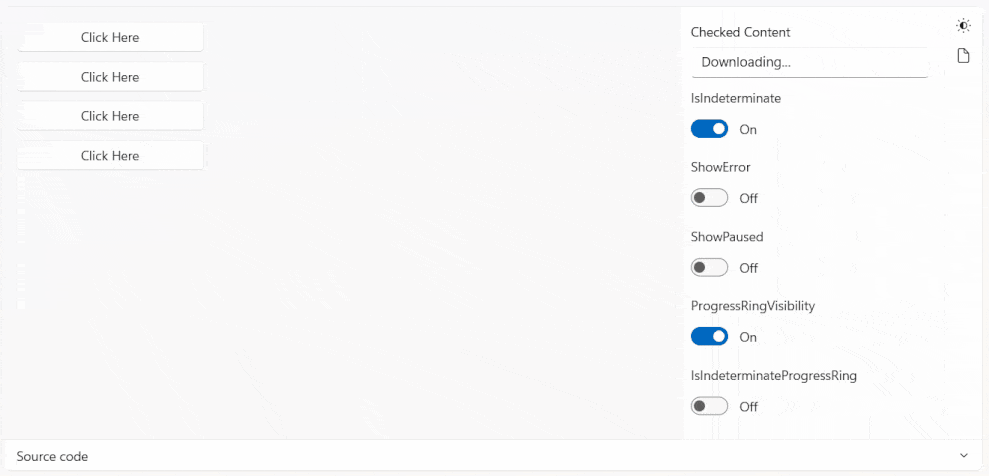 Click Here
Click Here
Click Here
Click Here
Checked Content
Downloading...
IsIndeterminate
On
ShowError
Off
ShowPaused
Off
ProgressRingVisibility
On
IsIndeterminateProgressRing
Off
Source code